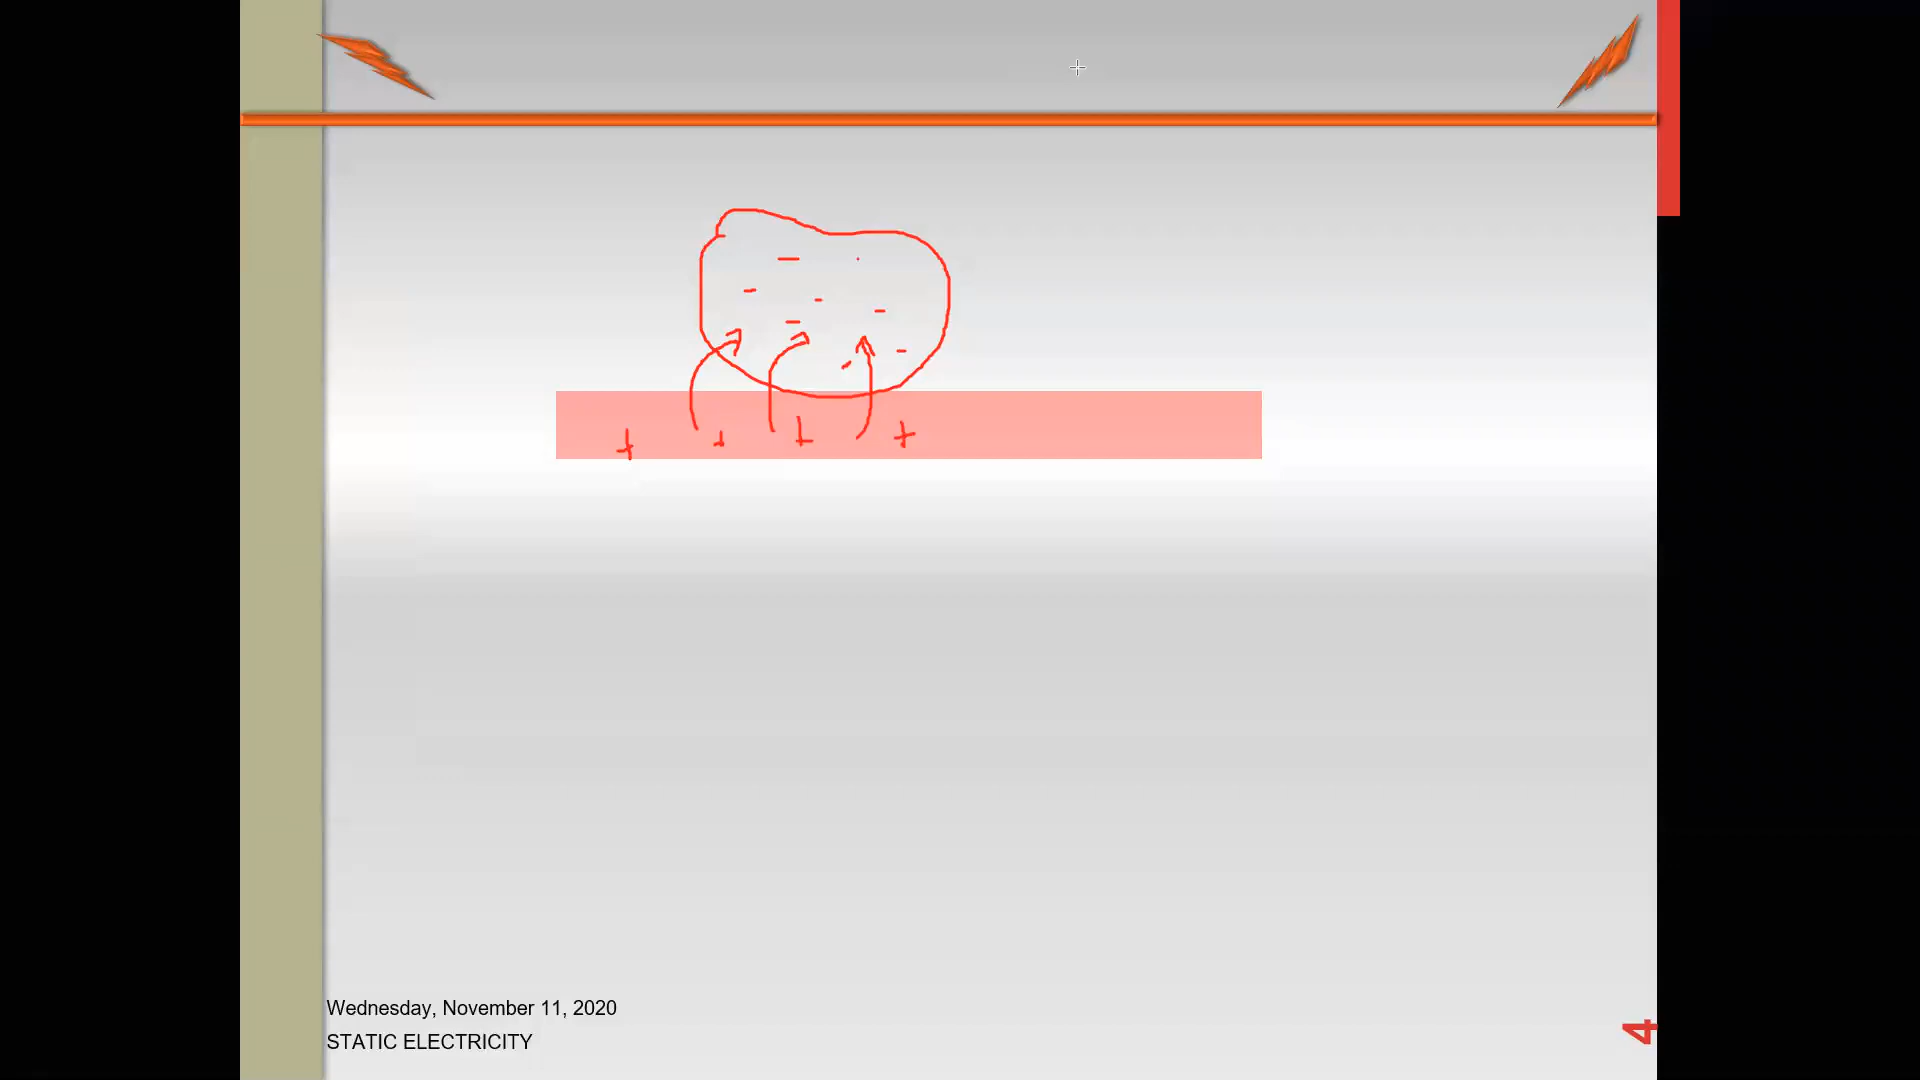 - 
- - -
-
- -
+ + + +
Wednesday, November 11, 2020
STATIC ELECTRICITY
4